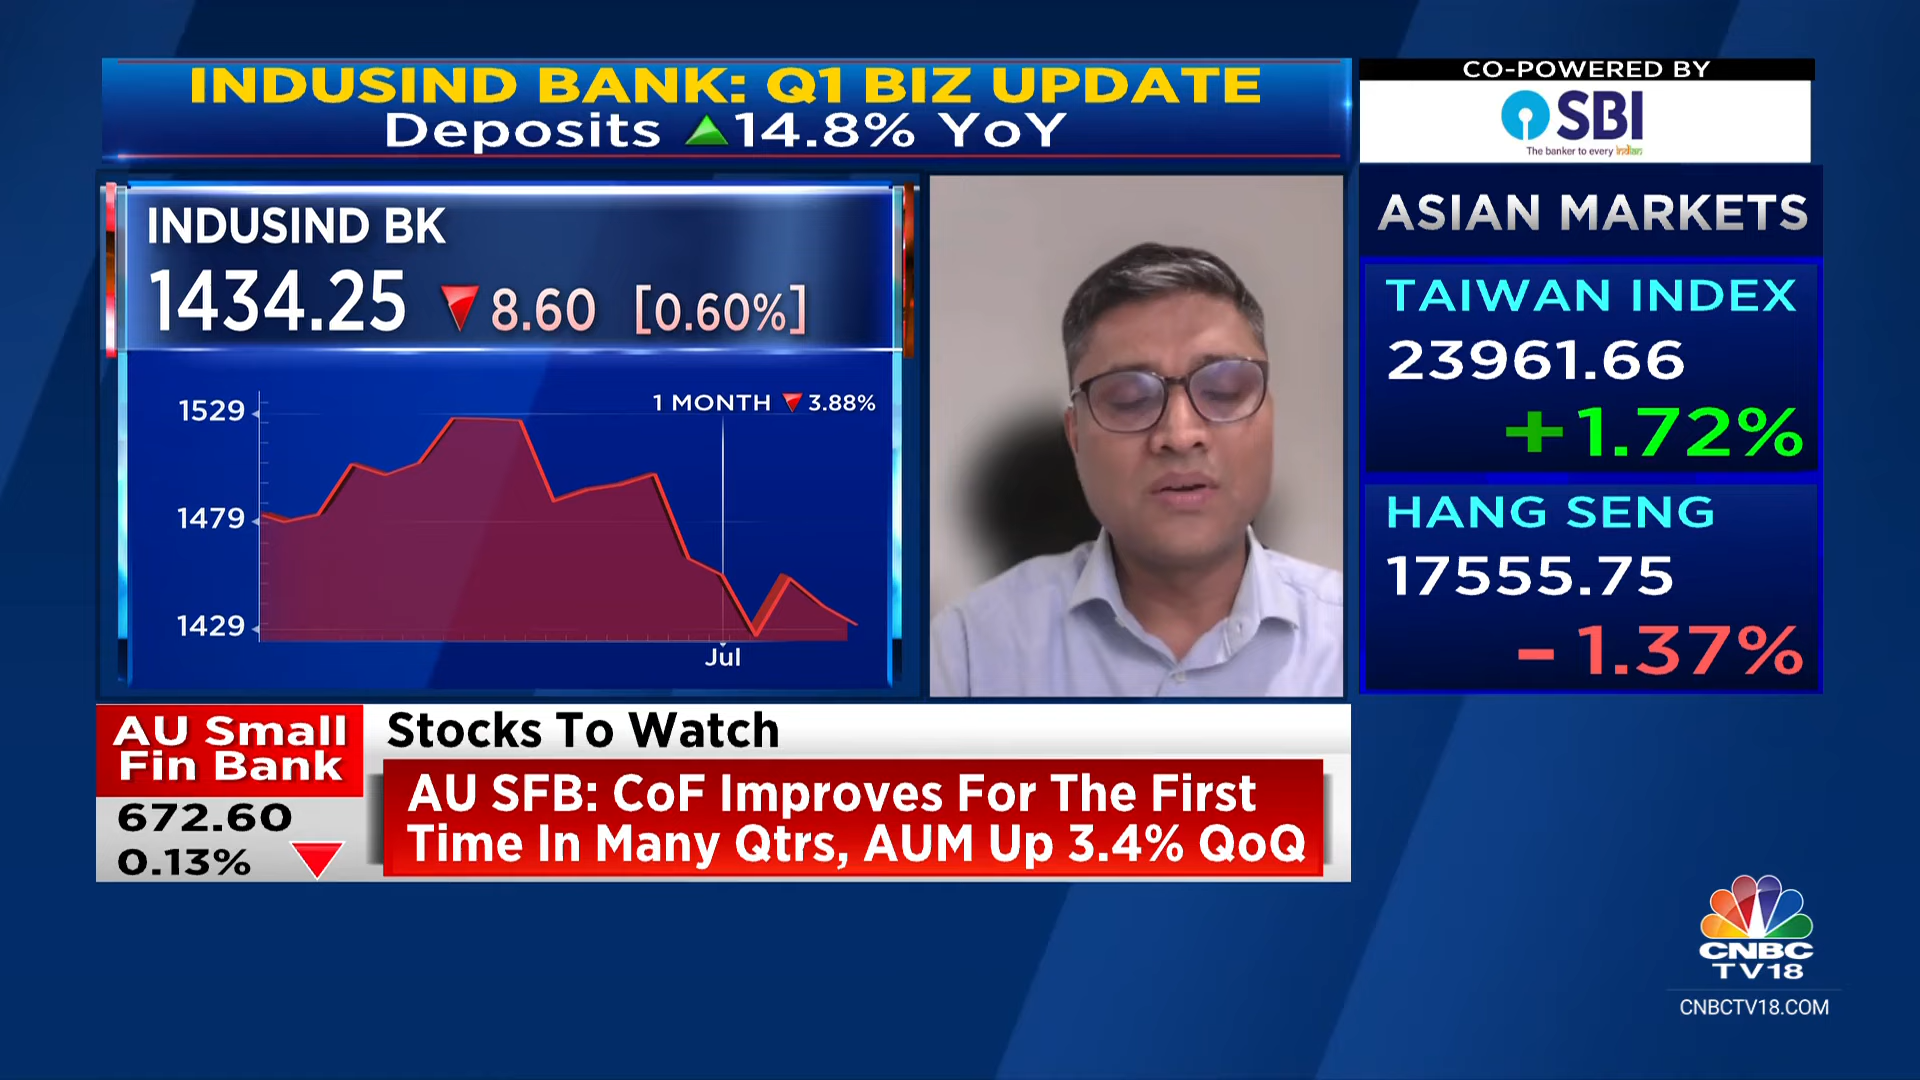 INDUSIND BANK: Q1 BIZ UPDATE
Deposits ▲14.8% YoY
CO-POWERED BY
SBI
The banker to every Indian
INDUSIND BK
1434.25 ▼8.60 [0.60%]
1 MONTH ▼ 3.88%
1529
1479
1429
Jul
ASIAN MARKETS
TAIWAN INDEX
23961.66
+1.72%
HANG SENG
17555.75
-1.37%
AU Small
Fin Bank
672.60
0.13% ▼
Stocks To Watch
AU SFB: CoF Improves For The First
Time In Many Qtrs, AUM Up 3.4% QoQ
CNBC
TV18
CNBCTV18.COM